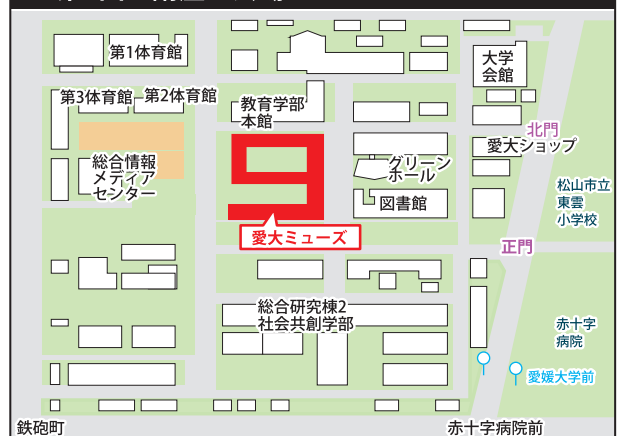 第1体育館
大学
会館
第3体育館
第2体育館
教育学部
本館
北門
愛大ショップ
総合情報
メディア
センター
グリーン
ホール
松山市立
東雲
小学校
図書館
愛大ミューズ
正門
総合研究棟2
社会共創学部
赤十字
病院
愛媛大学前
鉄砲町
赤十字病院前